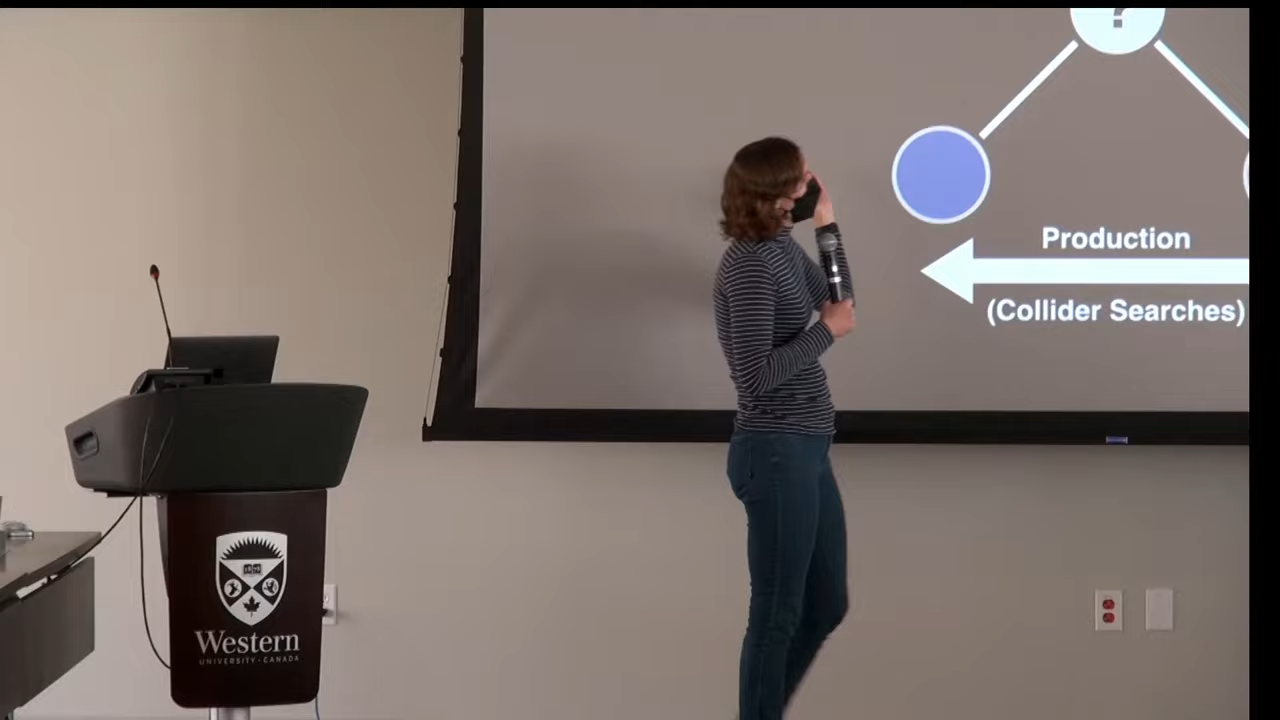 ?
Production
(Collider Searches)
Western
UNIVERSITY · CANADA